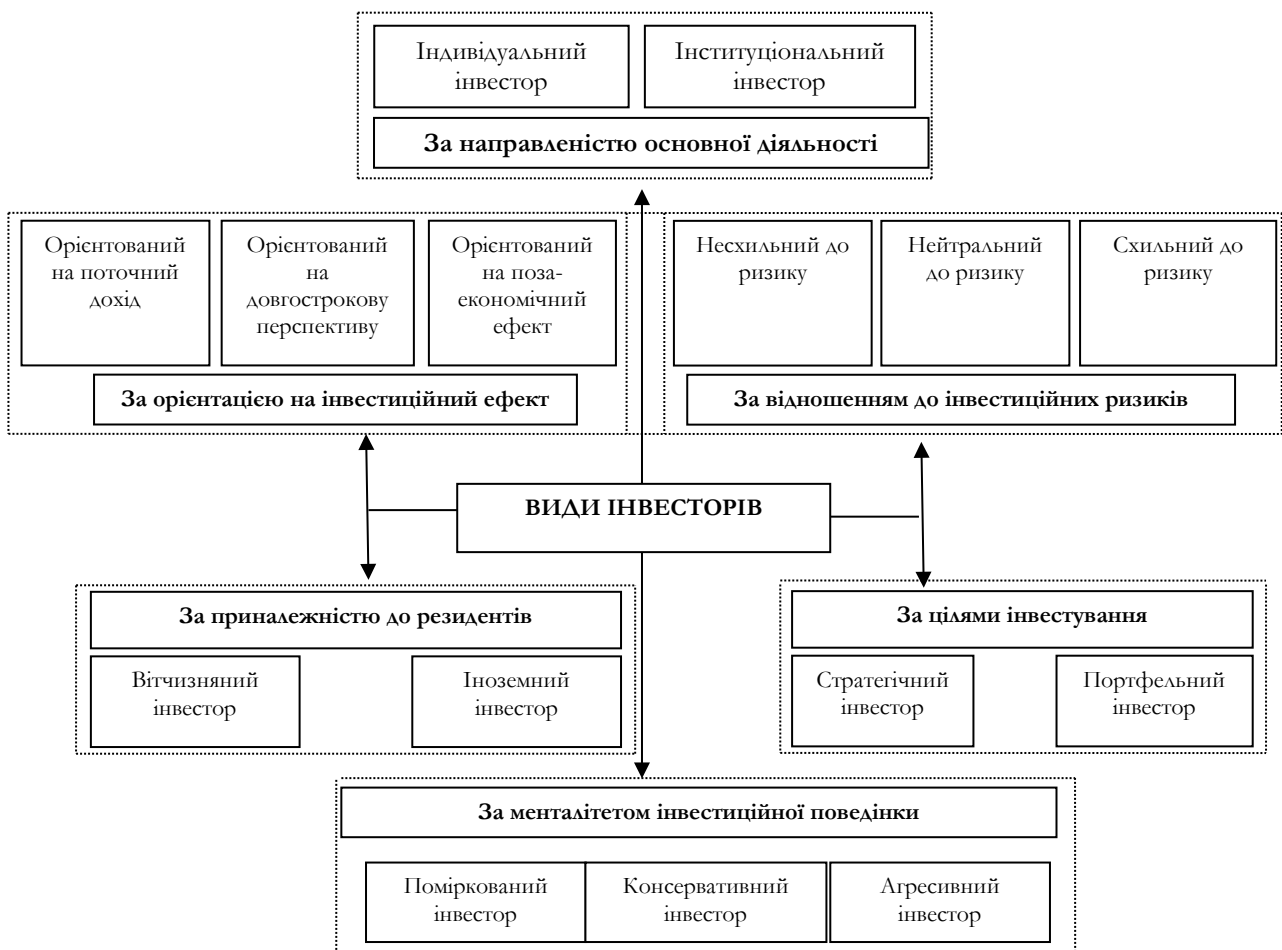 Індивідуальний
інвестор
Інституціональний
інвестор
За направленістю основної діяльності
Орієнтований
на поточний
дохід
Орієнтований
на
довгострокову
перспективу
Орієнтований
на поза-
економічний
ефект
За орієнтацією на інвестиційний ефект
Несхильний до
ризику
Нейтральний
до ризику
Схильний до
ризику
За відношенням до інвестиційних ризиків
ВИДИ ІНВЕСТОРІВ
За приналежністю до резидентів
Вітчизняний
інвестор
Іноземний
інвестор
За цілями інвестування
Стратегічний
інвестор
Портфельний
інвестор
За менталітетом інвестиційної поведінки
Поміркований
інвестор
Консервативний
інвестор
Агресивний
інвестор